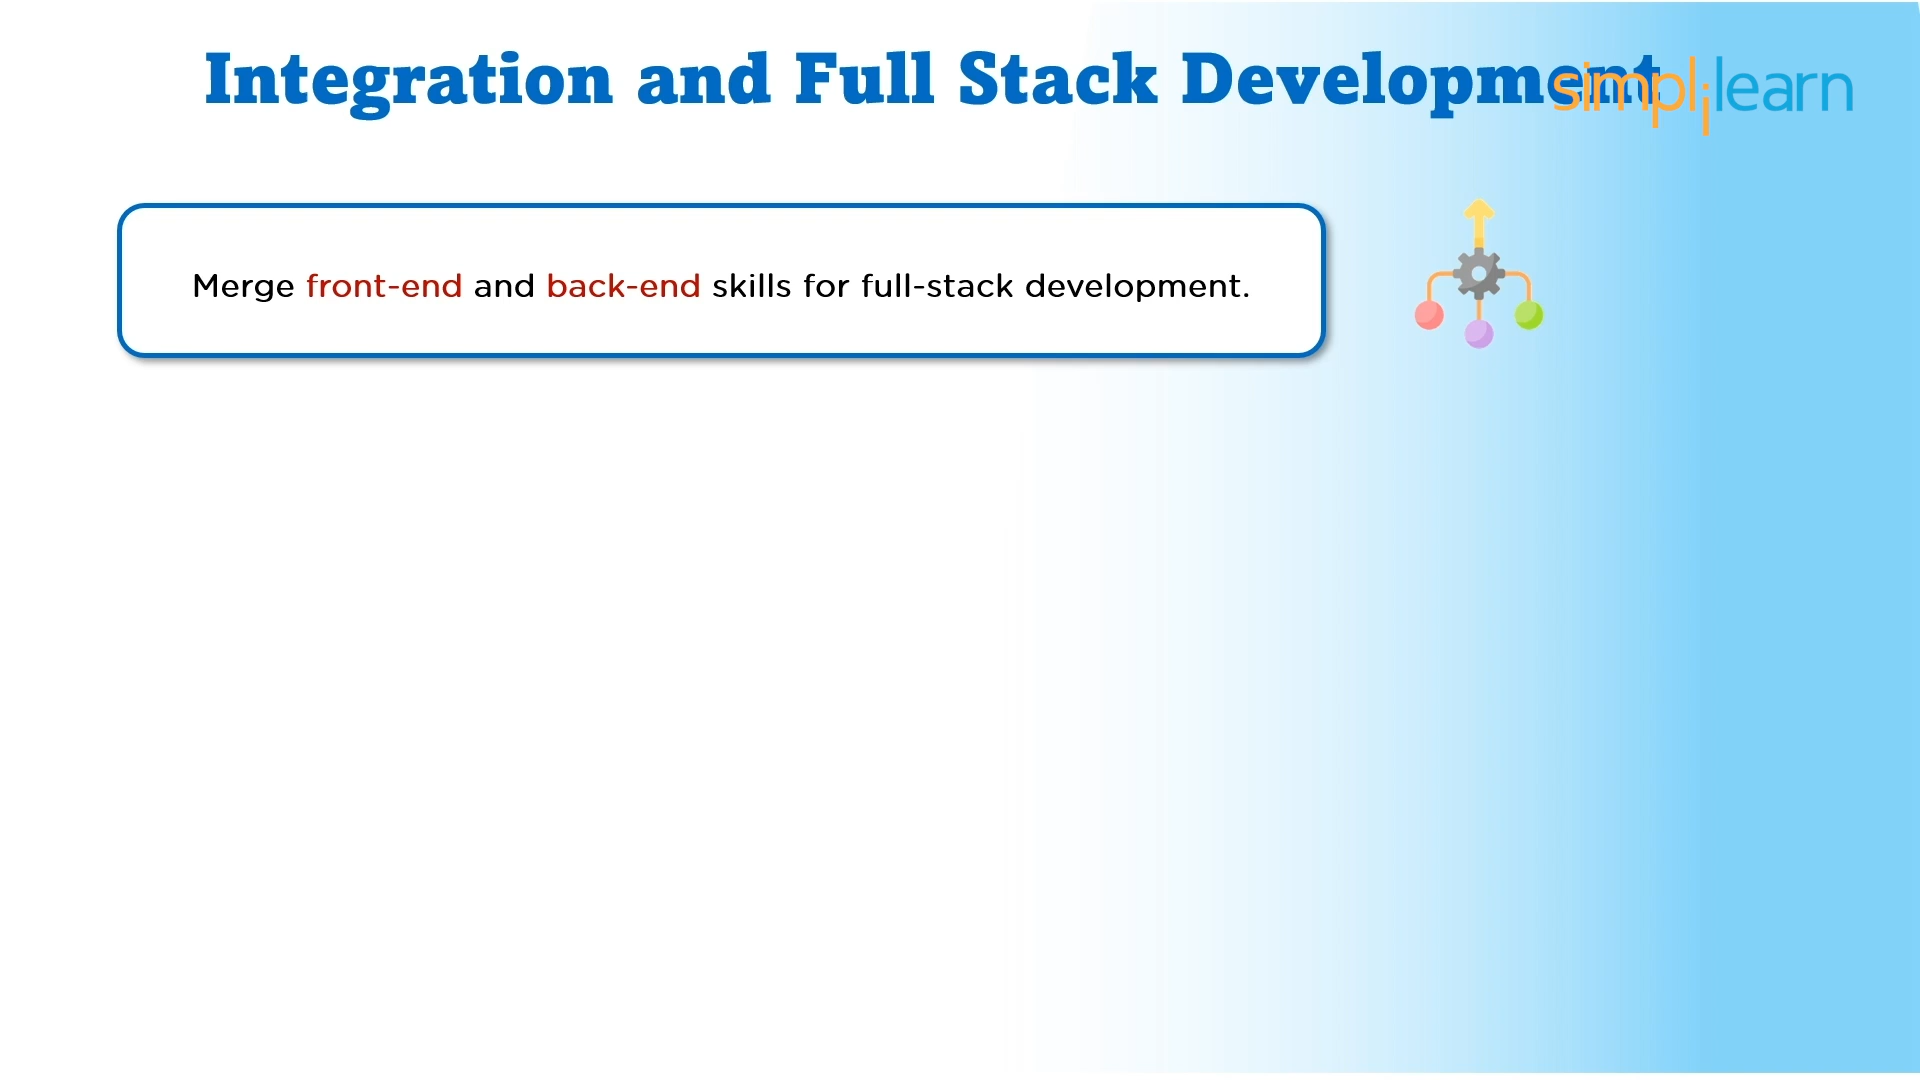 Integration and Full Stack Development
simplilearn
Merge front-end and back-end skills for full-stack development.